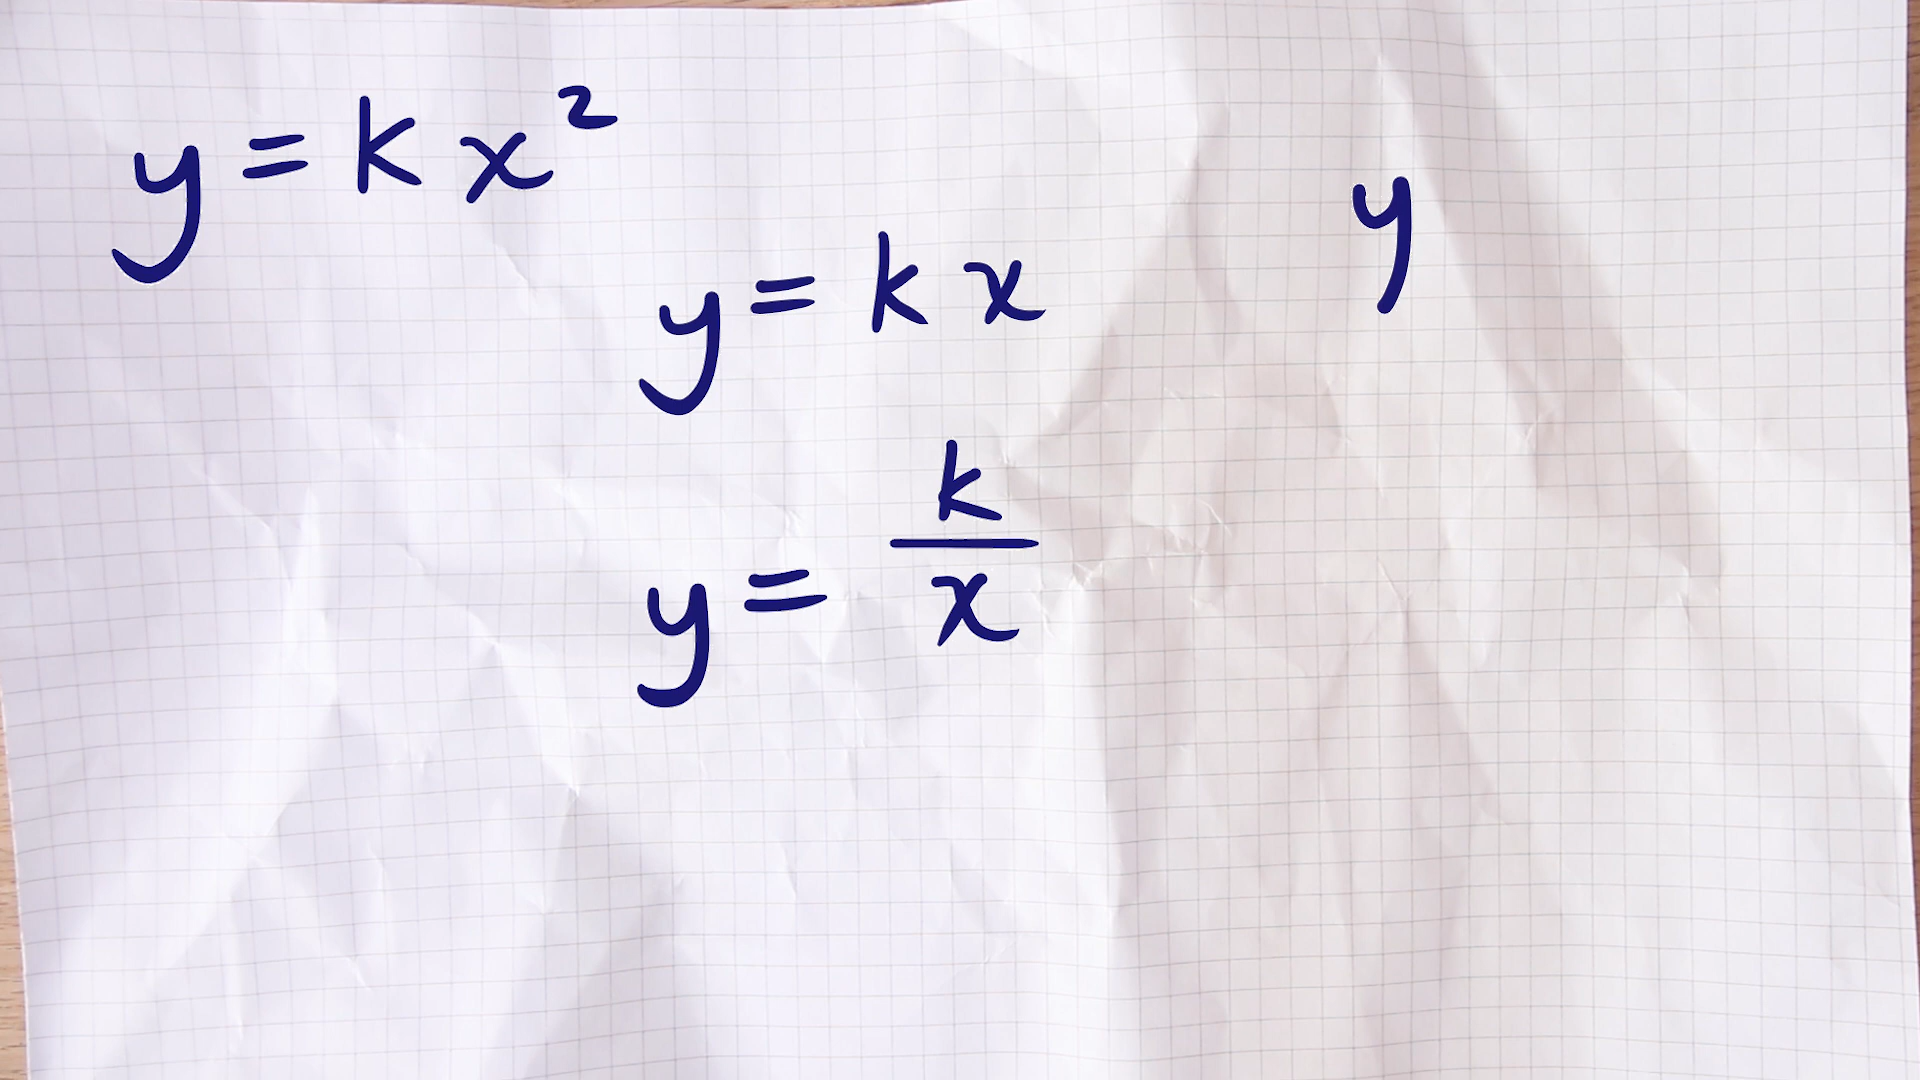 y = kx²
y = kx
y = k/x
y